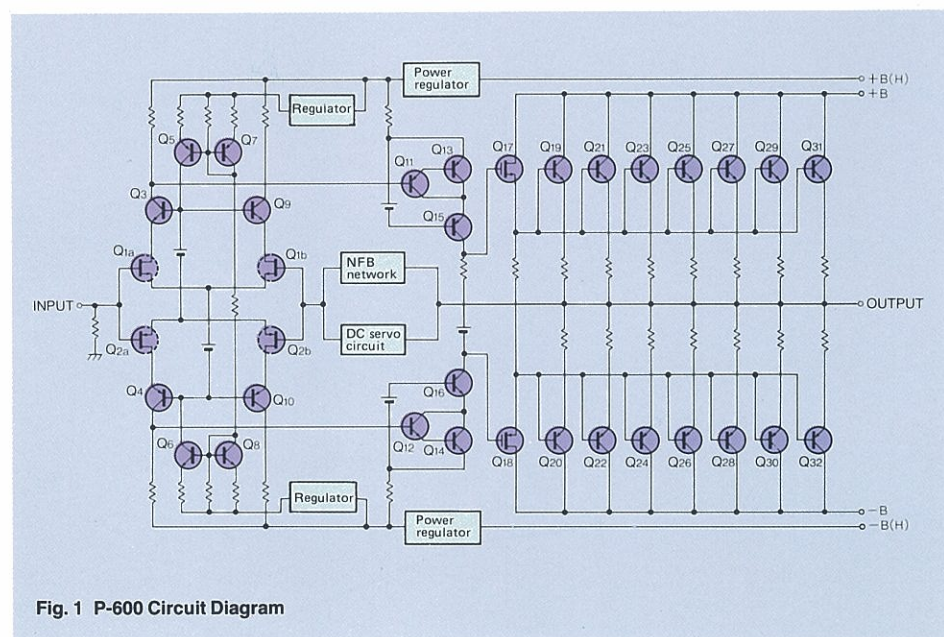 Power regulator
+B(H)
+B
Regulator
Q5
Q7
Q11
Q13
Q17
Q19
Q21
Q23
Q25
Q27
Q29
Q31
Q3
Q9
Q15
Q1a
Q1b
NFB network
INPUT
OUTPUT
DC servo circuit
Q2a
Q2b
Q16
Q4
Q10
Q12
Q14
Q6
Q8
Q18
Q20
Q22
Q24
Q26
Q28
Q30
Q32
Regulator
-B
Power regulator
-B(H)
Fig. 1 P-600 Circuit Diagram